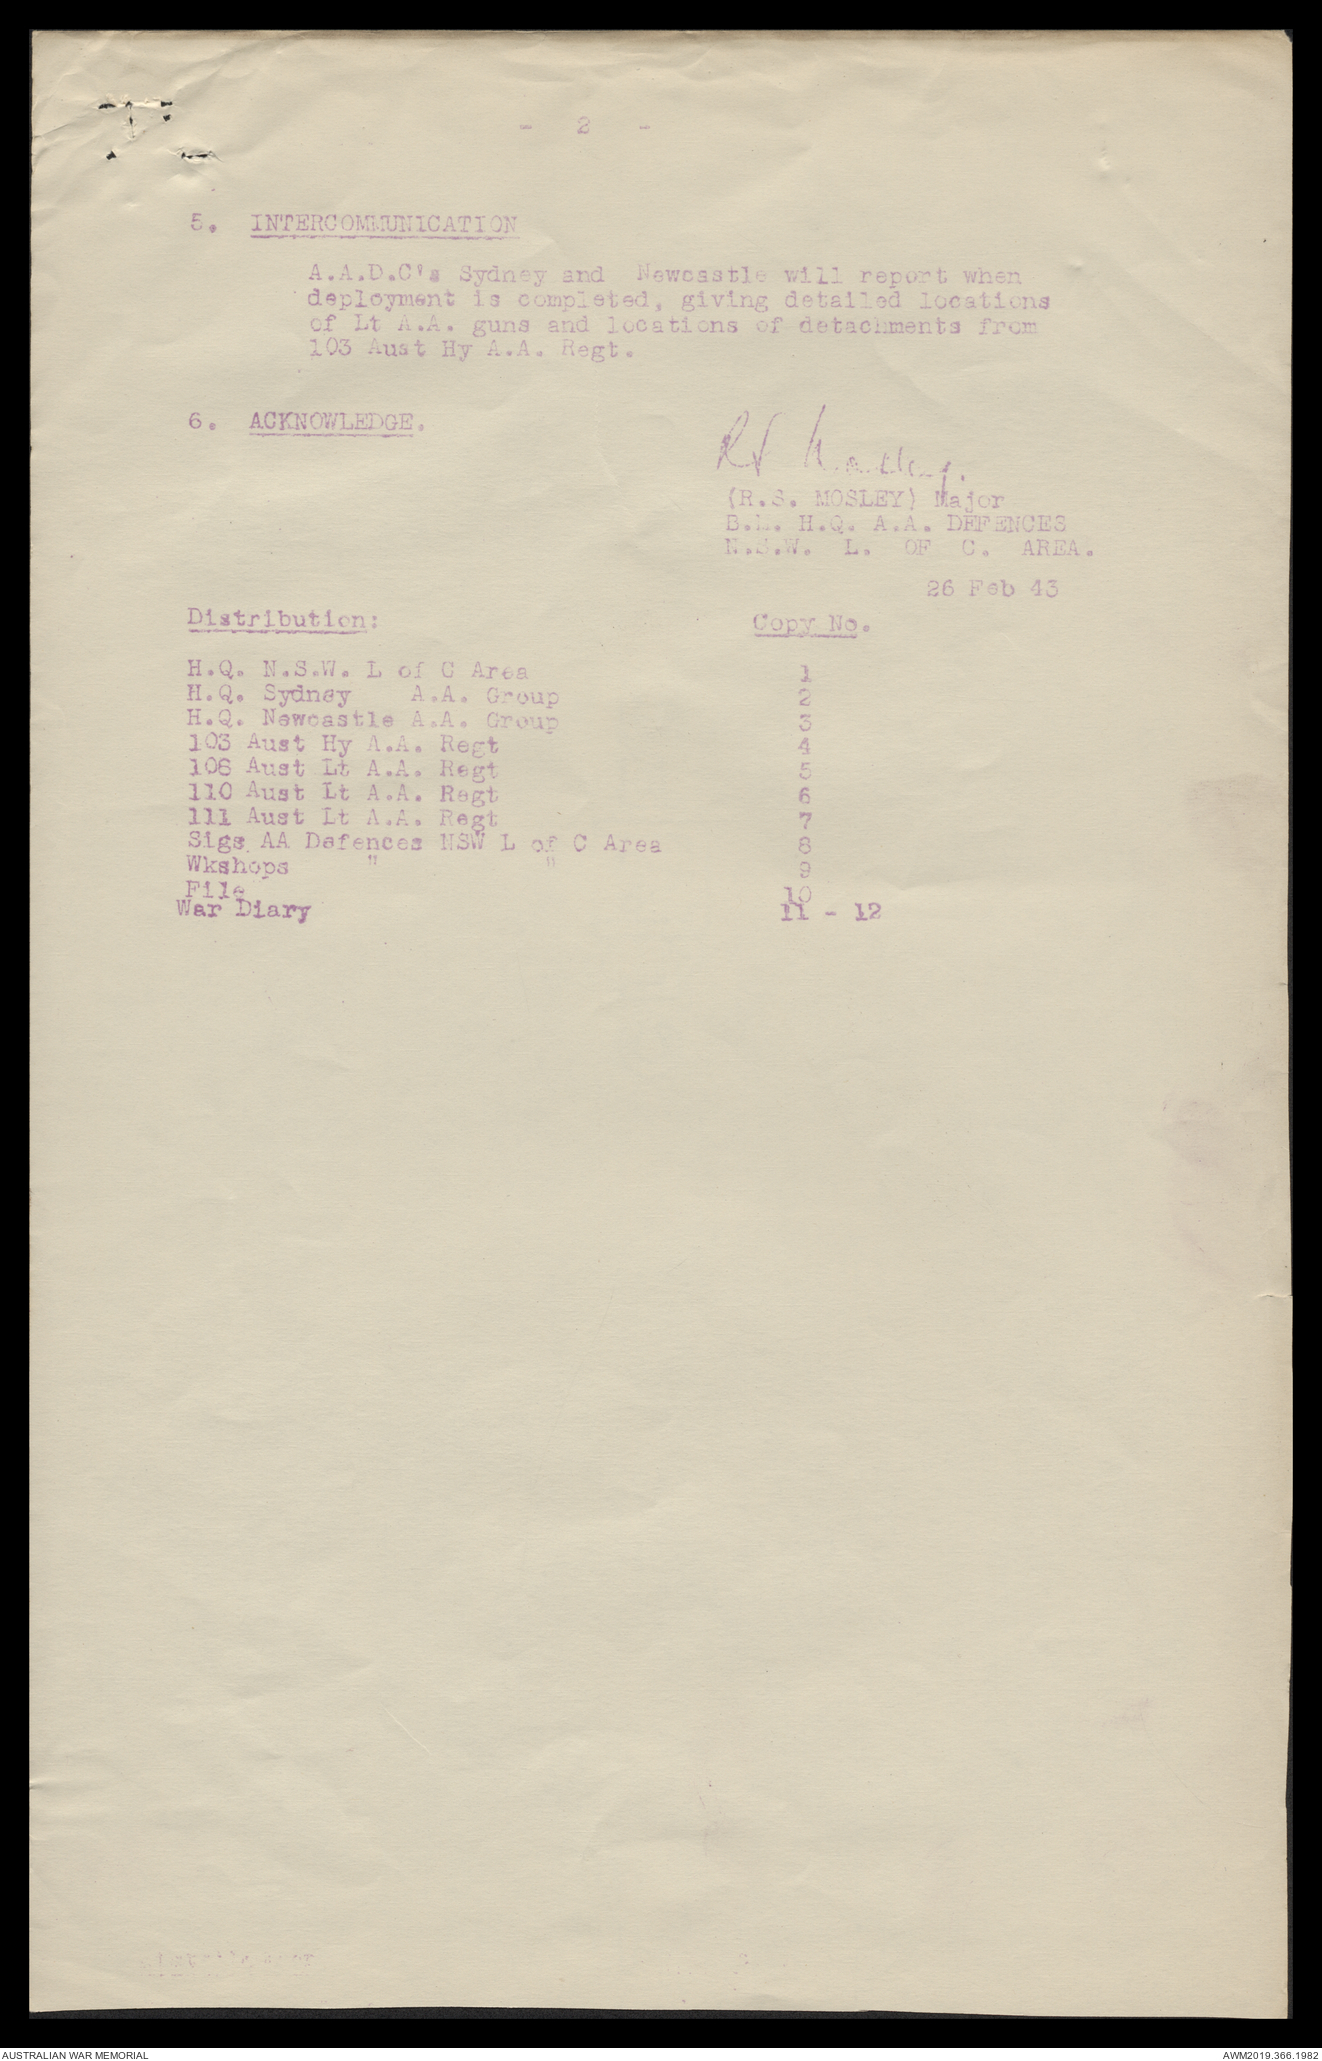 - 2 -
5. INTERCOMMUNICATION
A.A.D.C's Sydney and Newcastle will report when
deployment is completed, giving detailed locations
of Lt A.A. guns and locations of detachments from
103 Aust Hy A.A. Regt.
6. ACKNOWLEDGE.
(R.S. MOSLEY) Major
B.M. H.Q. A.A. DEFENCES
N.S.W. L. OF C. AREA.
26 Feb 43
Distribution: Copy No.
H.Q. N.S.W. L of C Area 1
H.Q. Sydney A.A. Group 2
H.Q. Newcastle A.A. Group 3
103 Aust Hy A.A. Regt 4
108 Aust Lt A.A. Regt 5
110 Aust Lt A.A. Regt 6
111 Aust Lt A.A. Regt 7
Sigs AA Defences NSW L of C Area 8
Wkshops " " 9
File 10
War Diary 11 - 12
AUSTRALIAN WAR MEMORIAL AWM2019.366.1982